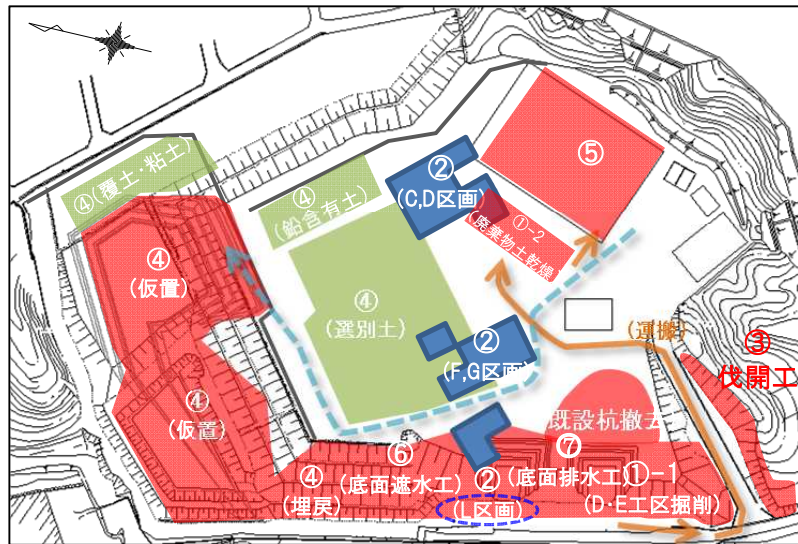 ④(覆土・粘土)
④
(鉛含有土)
②
(C,D区画)
⑤
①-2
(廃棄物土乾燥)
④
(仮置)
④
(選別土)
②
(F,G区画)
(運搬)
③
伐開工
④
(仮置)
既設杭撤去
⑥
(底面遮水工)
④
(埋戻)
②
(L区画)
⑦
(底面排水工)
①-1
(D・E工区掘削)